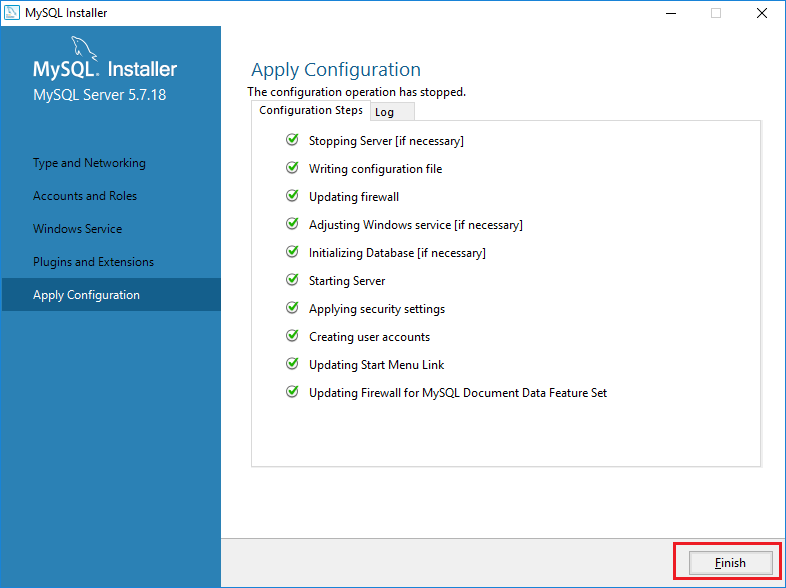 MySQL Installer
MySQL. Installer
MySQL Server 5.7.18
Type and Networking
Accounts and Roles
Windows Service
Plugins and Extensions
Apply Configuration
Apply Configuration
The configuration operation has stopped.
Configuration Steps Log
Stopping Server [if necessary]
Writing configuration file
Updating firewall
Adjusting Windows service [if necessary]
Initializing Database [if necessary]
Starting Server
Applying security settings
Creating user accounts
Updating Start Menu Link
Updating Firewall for MySQL Document Data Feature Set
Finish